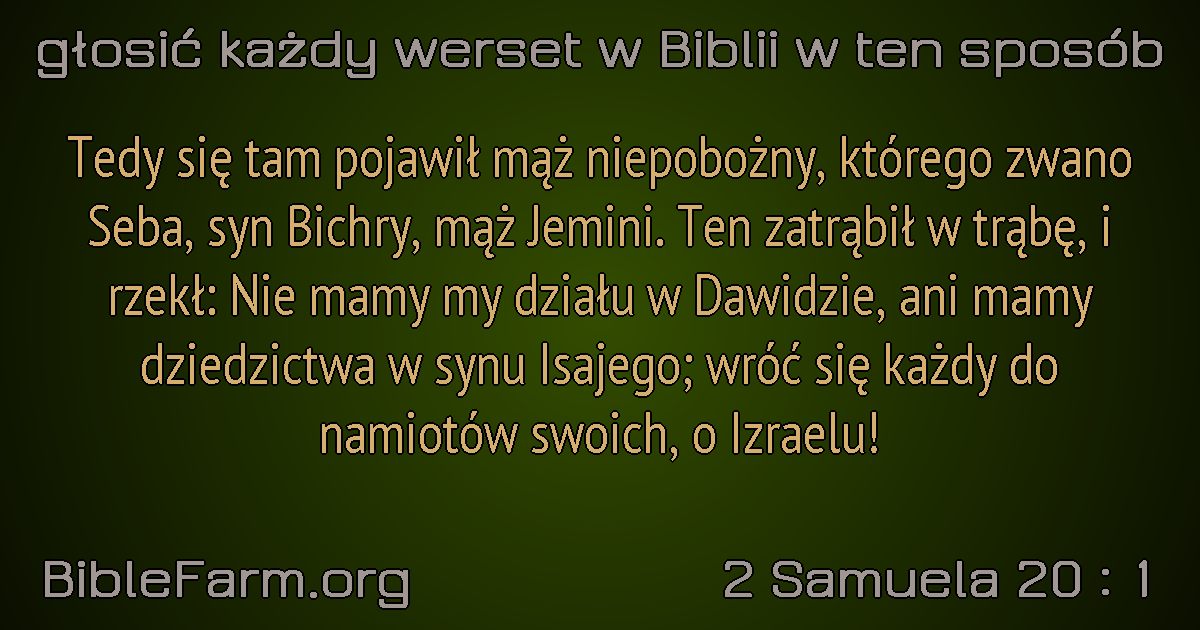 głosić każdy werset w Biblii w ten sposób
Tedy się tam pojawił mąż niepobożny, którego zwano
Seba, syn Bichry, mąż Jemini. Ten zatrąbił w trąbę, i
rzekł: Nie mamy my działu w Dawidzie, ani mamy
dziedzictwa w synu Isajego; wróć się każdy do
namiotów swoich, o Izraelu!
BibleFarm.org
2 Samuela 20 : 1